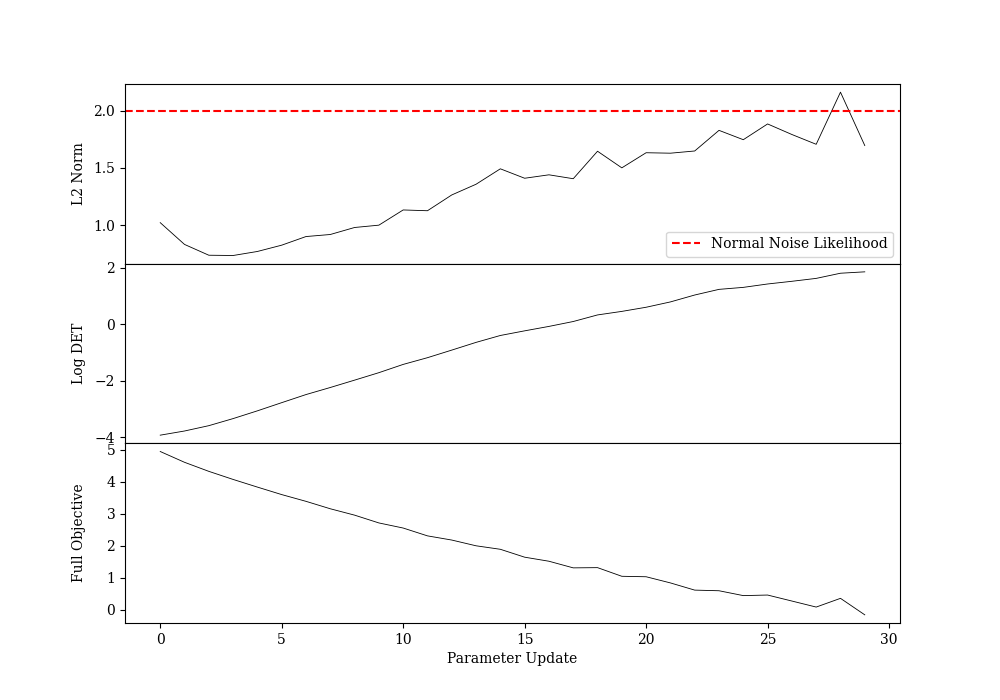 2.0
1.5
1.0
L2 Norm
Normal Noise Likelihood
2
0
−2
−4
Log DET
5
4
3
2
1
0
Full Objective
0 5 10 15 20 25 30
Parameter Update